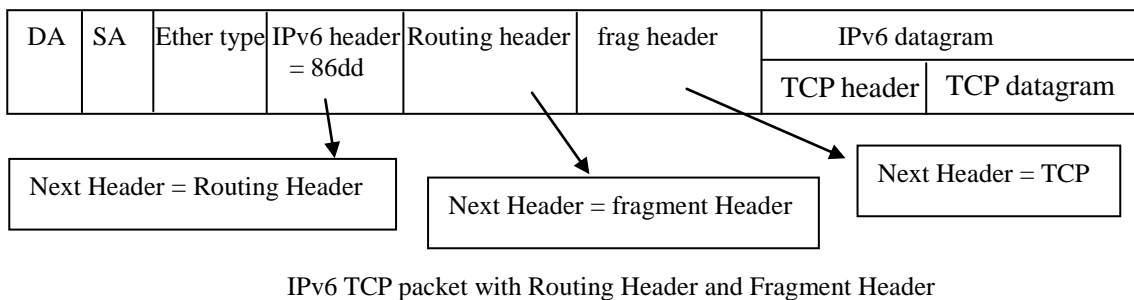 DA SA Ether type IPv6 header Routing header frag header IPv6 datagram
= 86dd
TCP header TCP datagram
Next Header = Routing Header
Next Header = fragment Header
Next Header = TCP
IPv6 TCP packet with Routing Header and Fragment Header